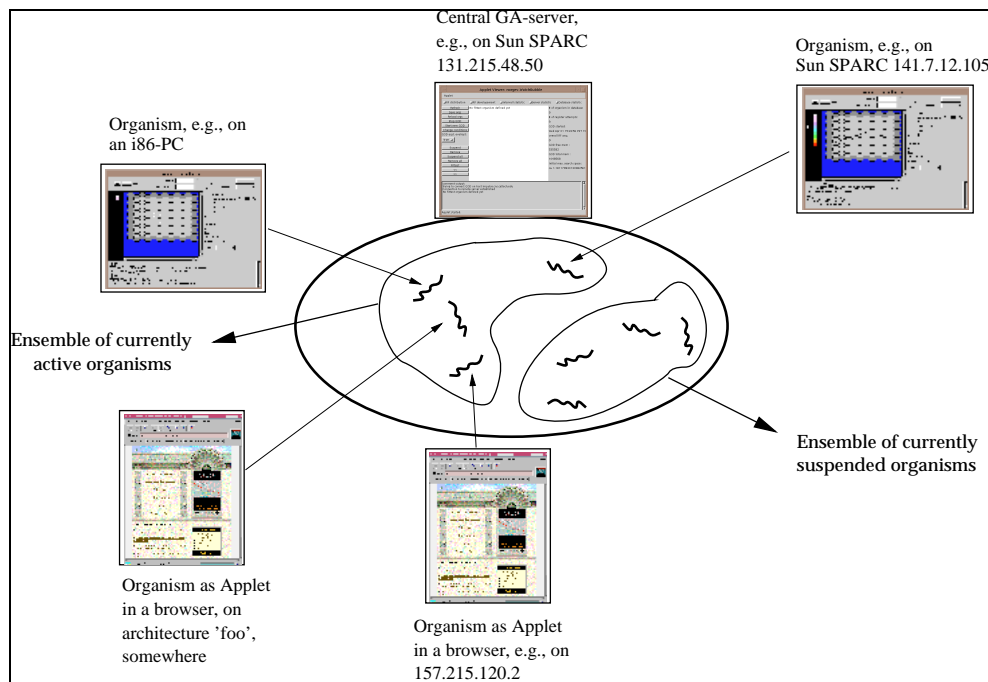 Central GA-server,
e.g., on Sun SPARC
131.215.48.50
Organism, e.g., on
Sun SPARC 141.7.12.105
Organism, e.g., on
an i86-PC
Ensemble of currently
active organisms
Ensemble of currently
suspended organisms
Organism as Applet
in a browser, on
architecture ’foo’,
somewhere
Organism as Applet
in a browser, e.g., on
157.215.120.2